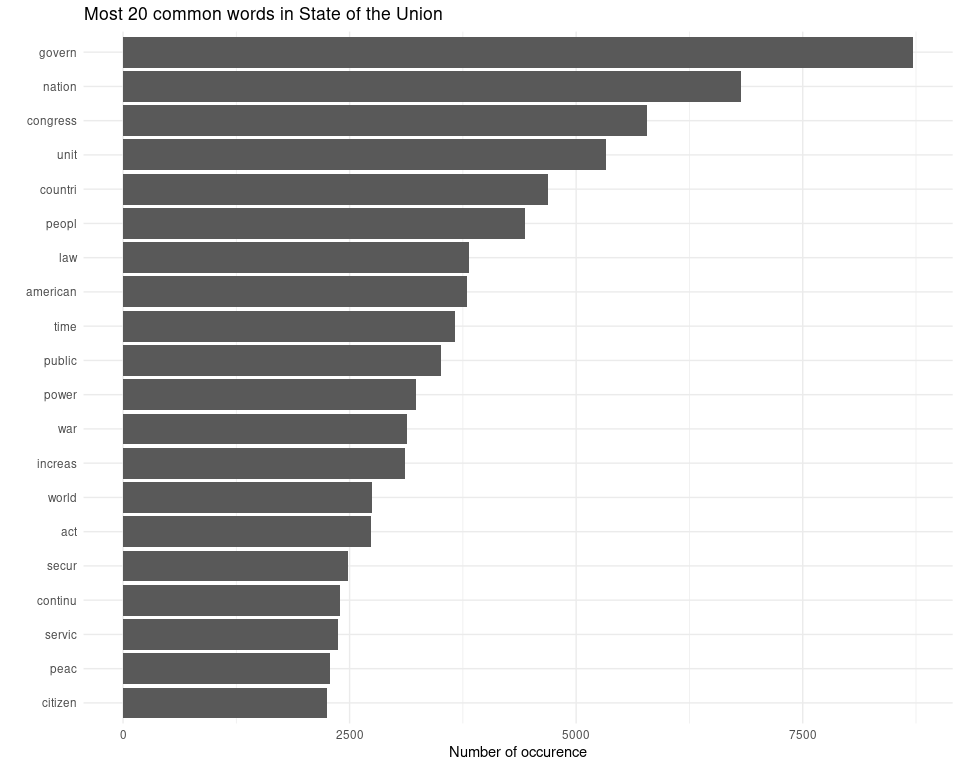 Most 20 common words in State of the Union
govern
nation
congress
unit
countri
peopl
law
american
time
public
power
war
increas
world
act
secur
continu
servic
peac
citizen
0 2500 5000 7500
Number of occurence